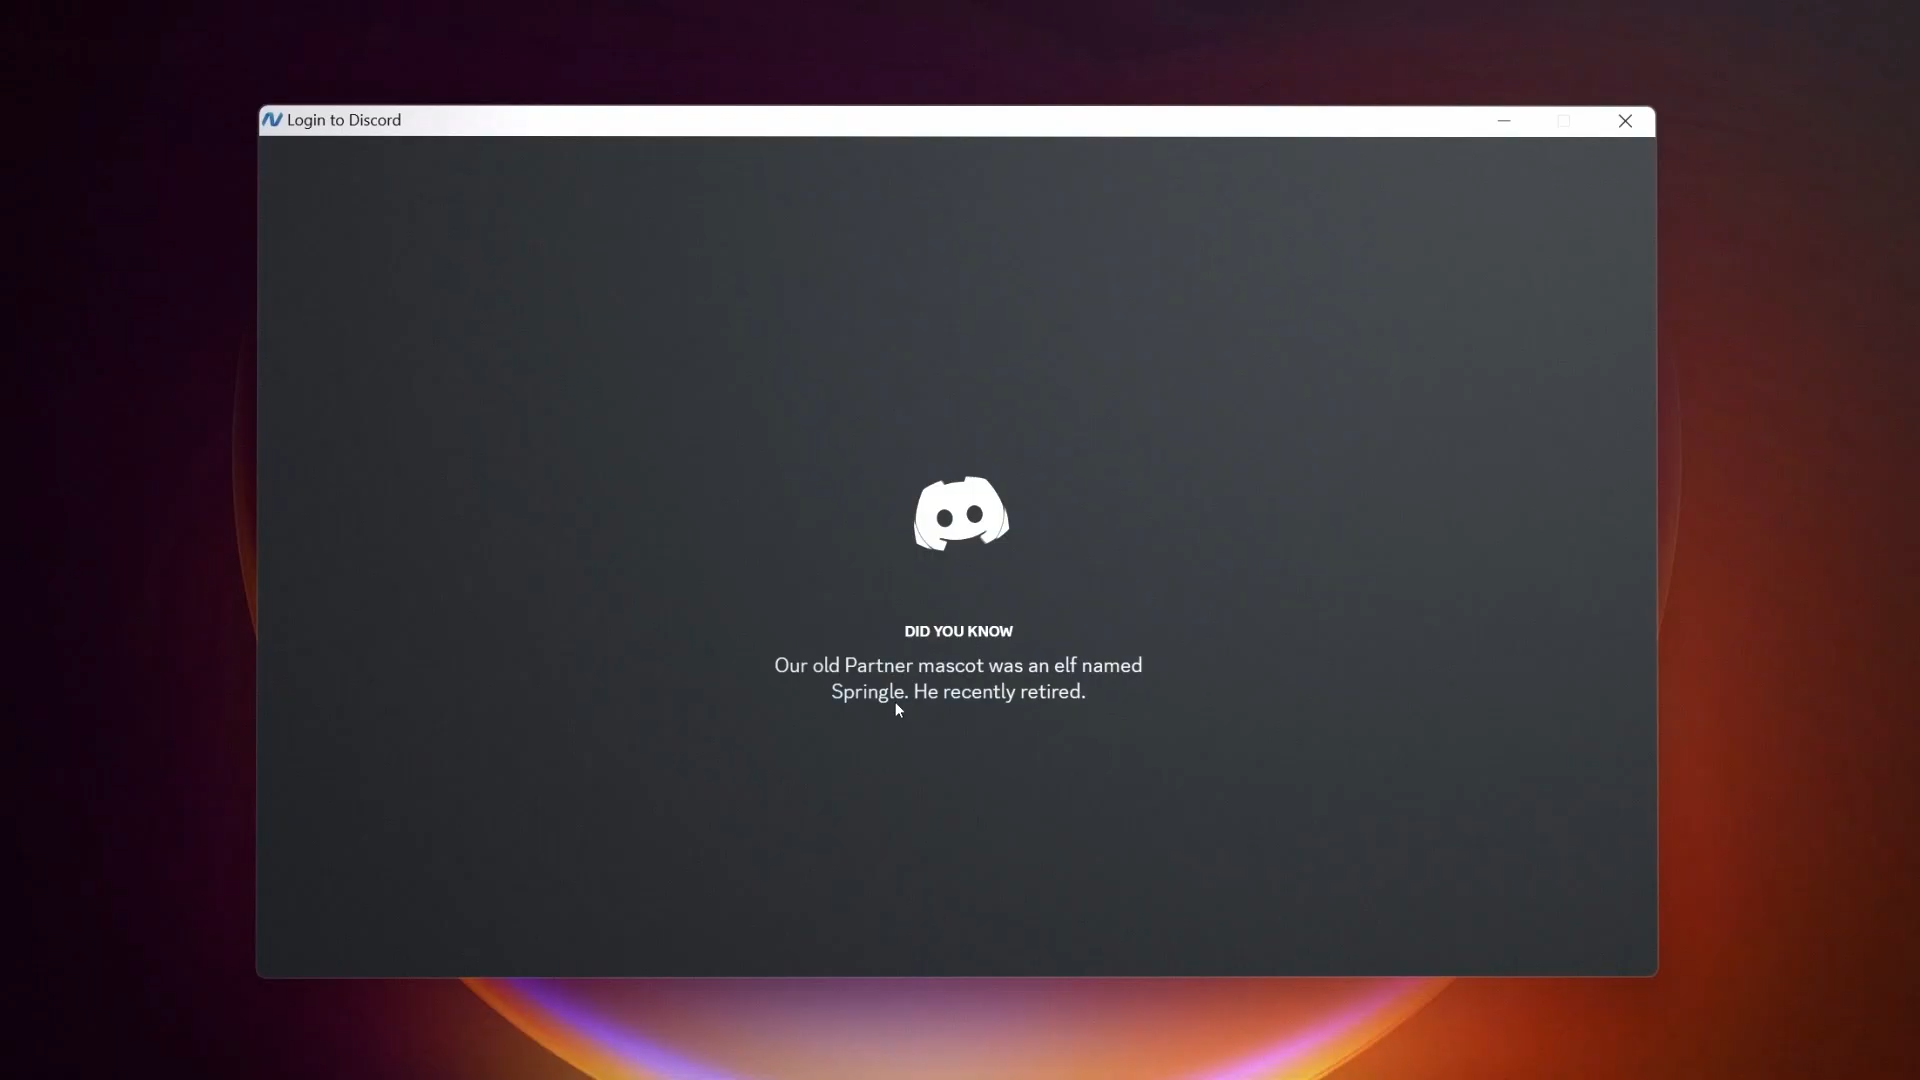 Login to Discord
DID YOU KNOW
Our old Partner mascot was an elf named
Springle. He recently retired.